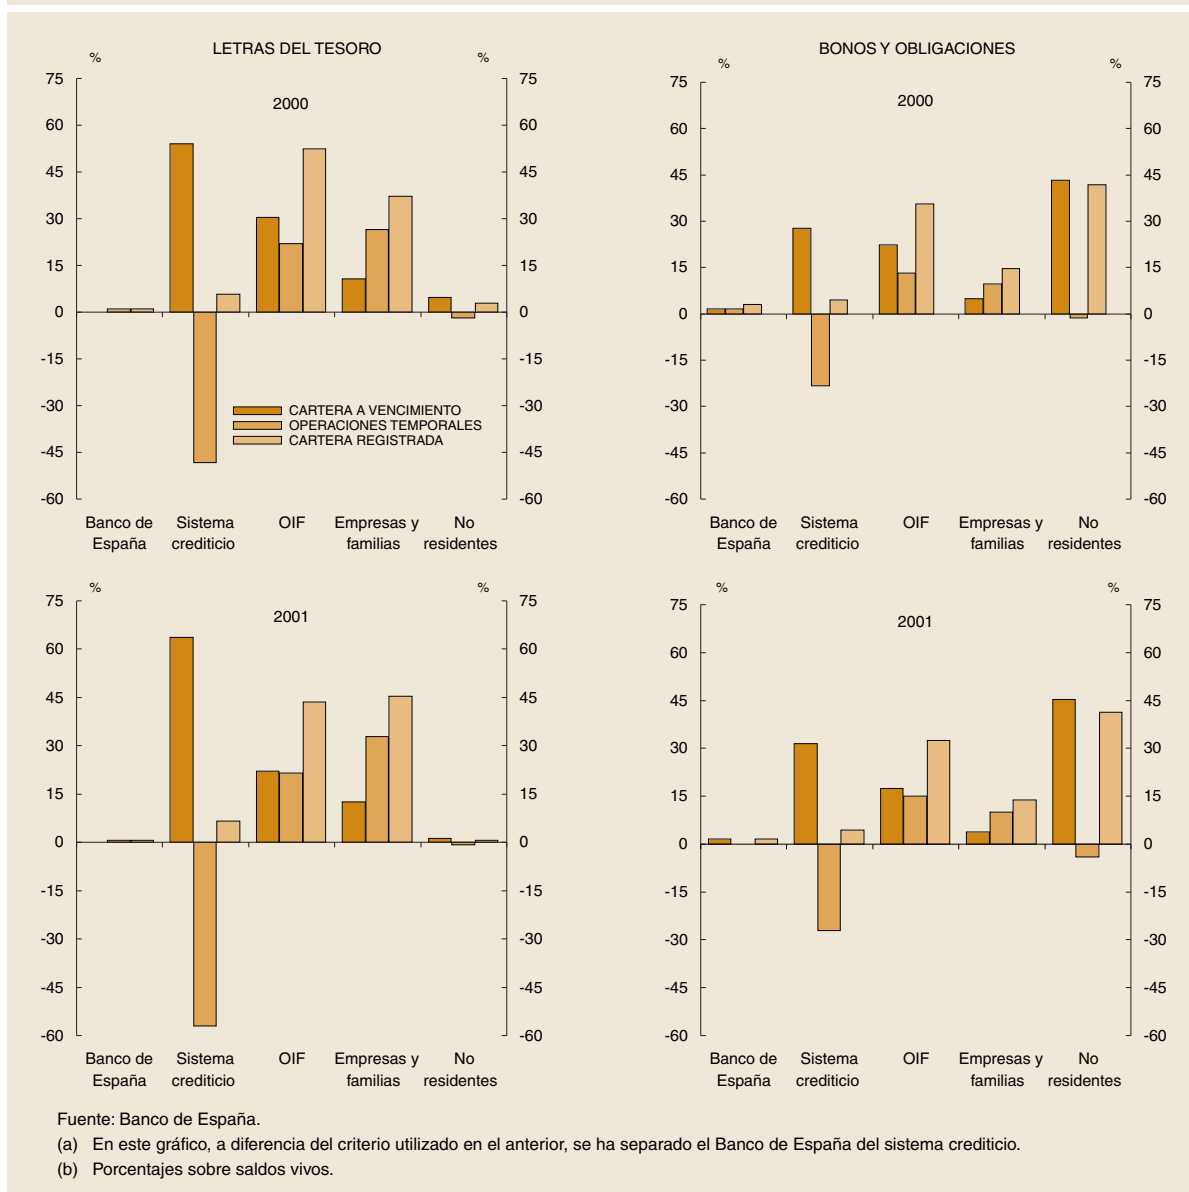 LETRAS DEL TESORO
% %
2000
75 75
60 60
45 45
30 30
15 15
0 0
-15 -15
-30 -30
-45 -45
-60 -60
CARTERA A VENCIMIENTO
OPERACIONES TEMPORALES
CARTERA REGISTRADA
Banco de España
Sistema crediticio
OIF
Empresas y familias
No residentes
BONOS Y OBLIGACIONES
% %
2000
75 75
60 60
45 45
30 30
15 15
0 0
-15 -15
-30 -30
-45 -45
-60 -60
Banco de España
Sistema crediticio
OIF
Empresas y familias
No residentes
% %
2001
75 75
60 60
45 45
30 30
15 15
0 0
-15 -15
-30 -30
-45 -45
-60 -60
Banco de España
Sistema crediticio
OIF
Empresas y familias
No residentes
% %
2001
75 75
60 60
45 45
30 30
15 15
0 0
-15 -15
-30 -30
-45 -45
-60 -60
Banco de España
Sistema crediticio
OIF
Empresas y familias
No residentes
Fuente: Banco de España.
(a) En este gráfico, a diferencia del criterio utilizado en el anterior, se ha separado el Banco de España del sistema crediticio.
(b) Porcentajes sobre saldos vivos.